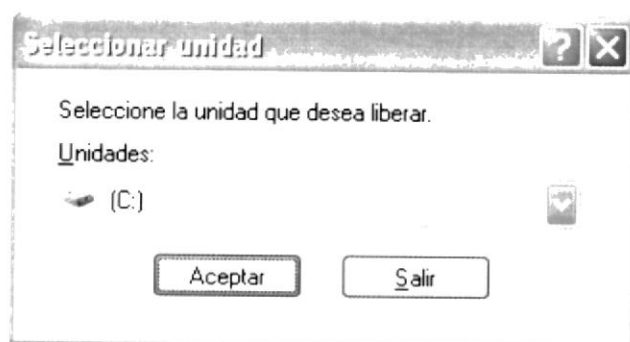 Seleccionar unidad
Seleccione la unidad que desea liberar.
Unidades:
(C:)
Aceptar
Salir